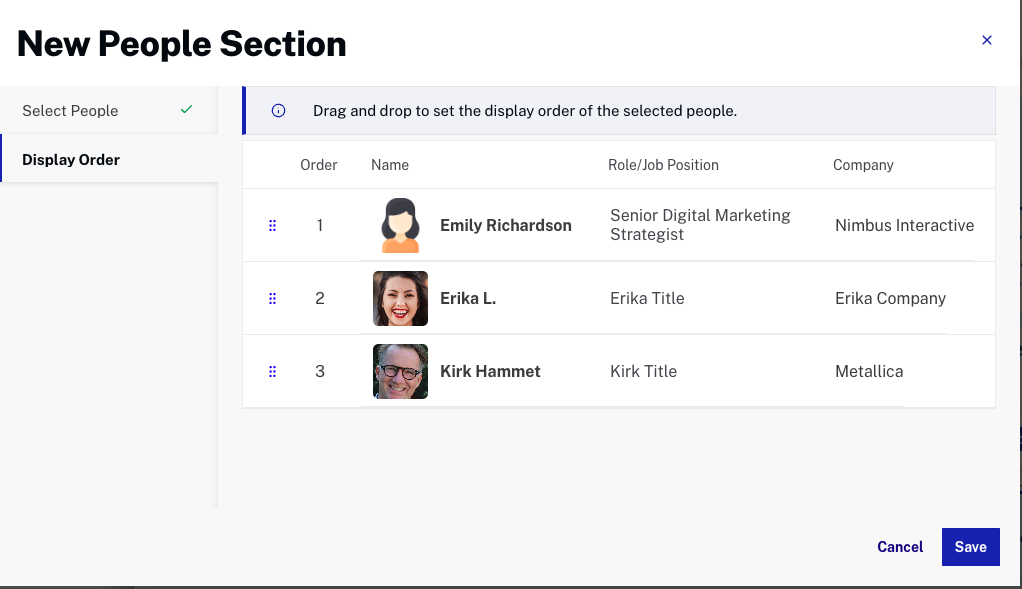 New People Section
Select People
Display Order
Drag and drop to set the display order of the selected people.
Order Name Role/Job Position Company
1 Emily Richardson Senior Digital Marketing Strategist Nimbus Interactive
2 Erika L. Erika Title Erika Company
3 Kirk Hammet Kirk Title Metallica
Cancel Save